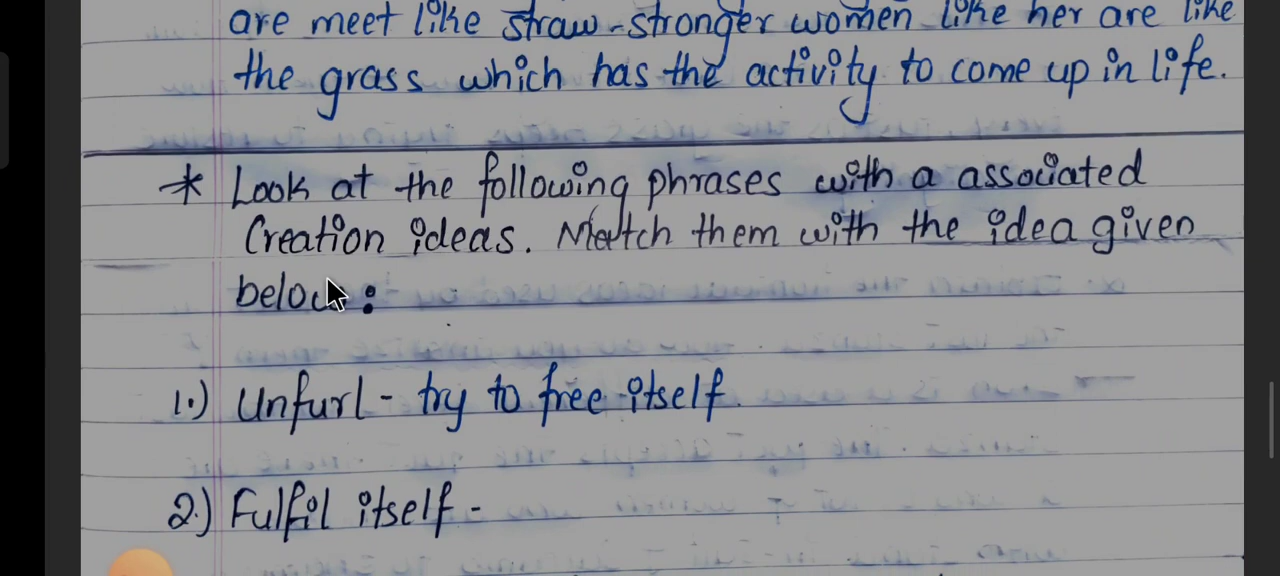 are meet like straw-stronger women like her are like
the grass which has the activity to come up in life.
* Look at the following phrases with a associated
Creation ideas. Match them with the idea given
below:
1.) Unfurl - try to free itself.
2.) Fulfil itself -